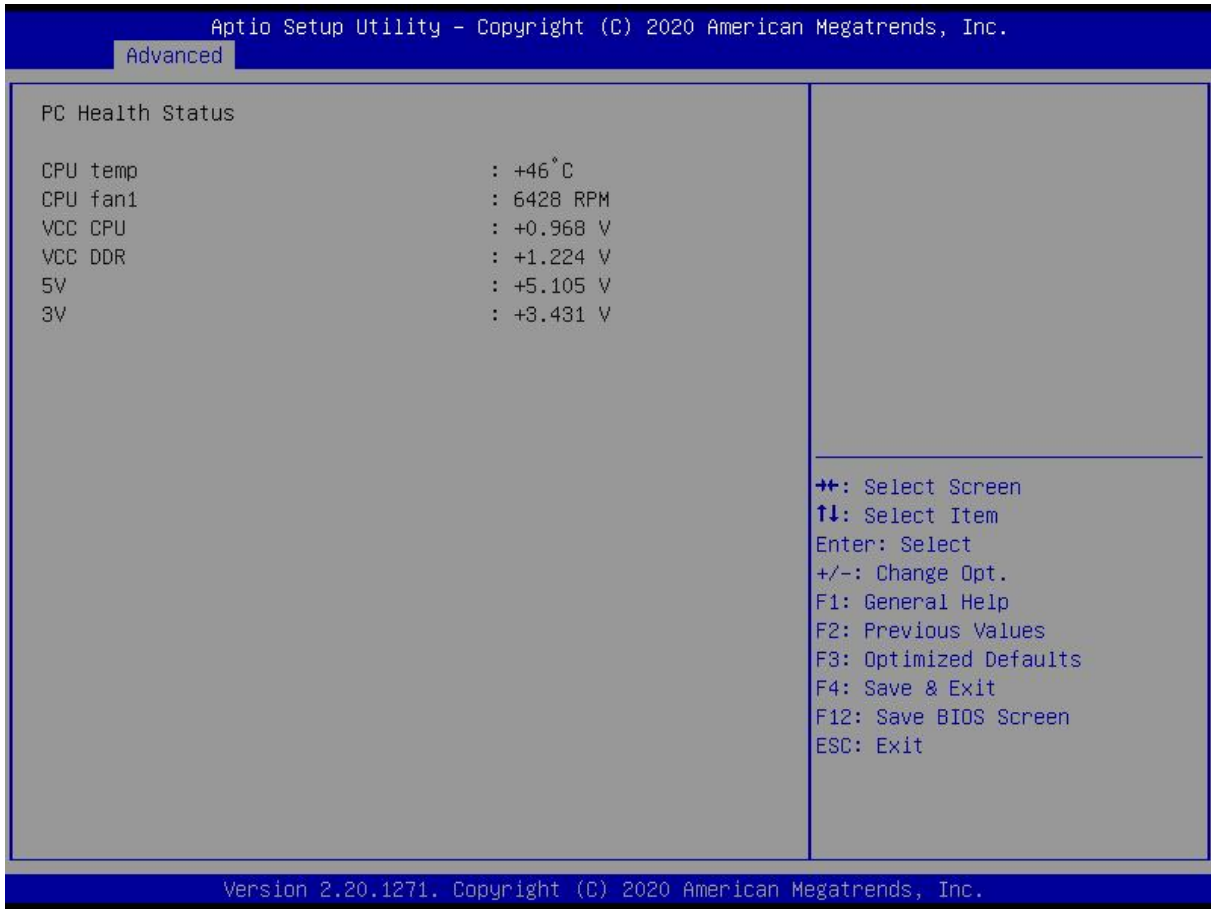 Aptio Setup Utility – Copyright (C) 2020 American Megatrends, Inc.
Advanced
PC Health Status
CPU temp : +46°C
CPU fan1 : 6428 RPM
VCC CPU : +0.968 V
VCC DDR : +1.224 V
5V : +5.105 V
3V : +3.431 V
→←: Select Screen
↑↓: Select Item
Enter: Select
+/-: Change Opt.
F1: General Help
F2: Previous Values
F3: Optimized Defaults
F4: Save & Exit
F12: Save BIOS Screen
ESC: Exit
Version 2.20.1271. Copyright (C) 2020 American Megatrends, Inc.